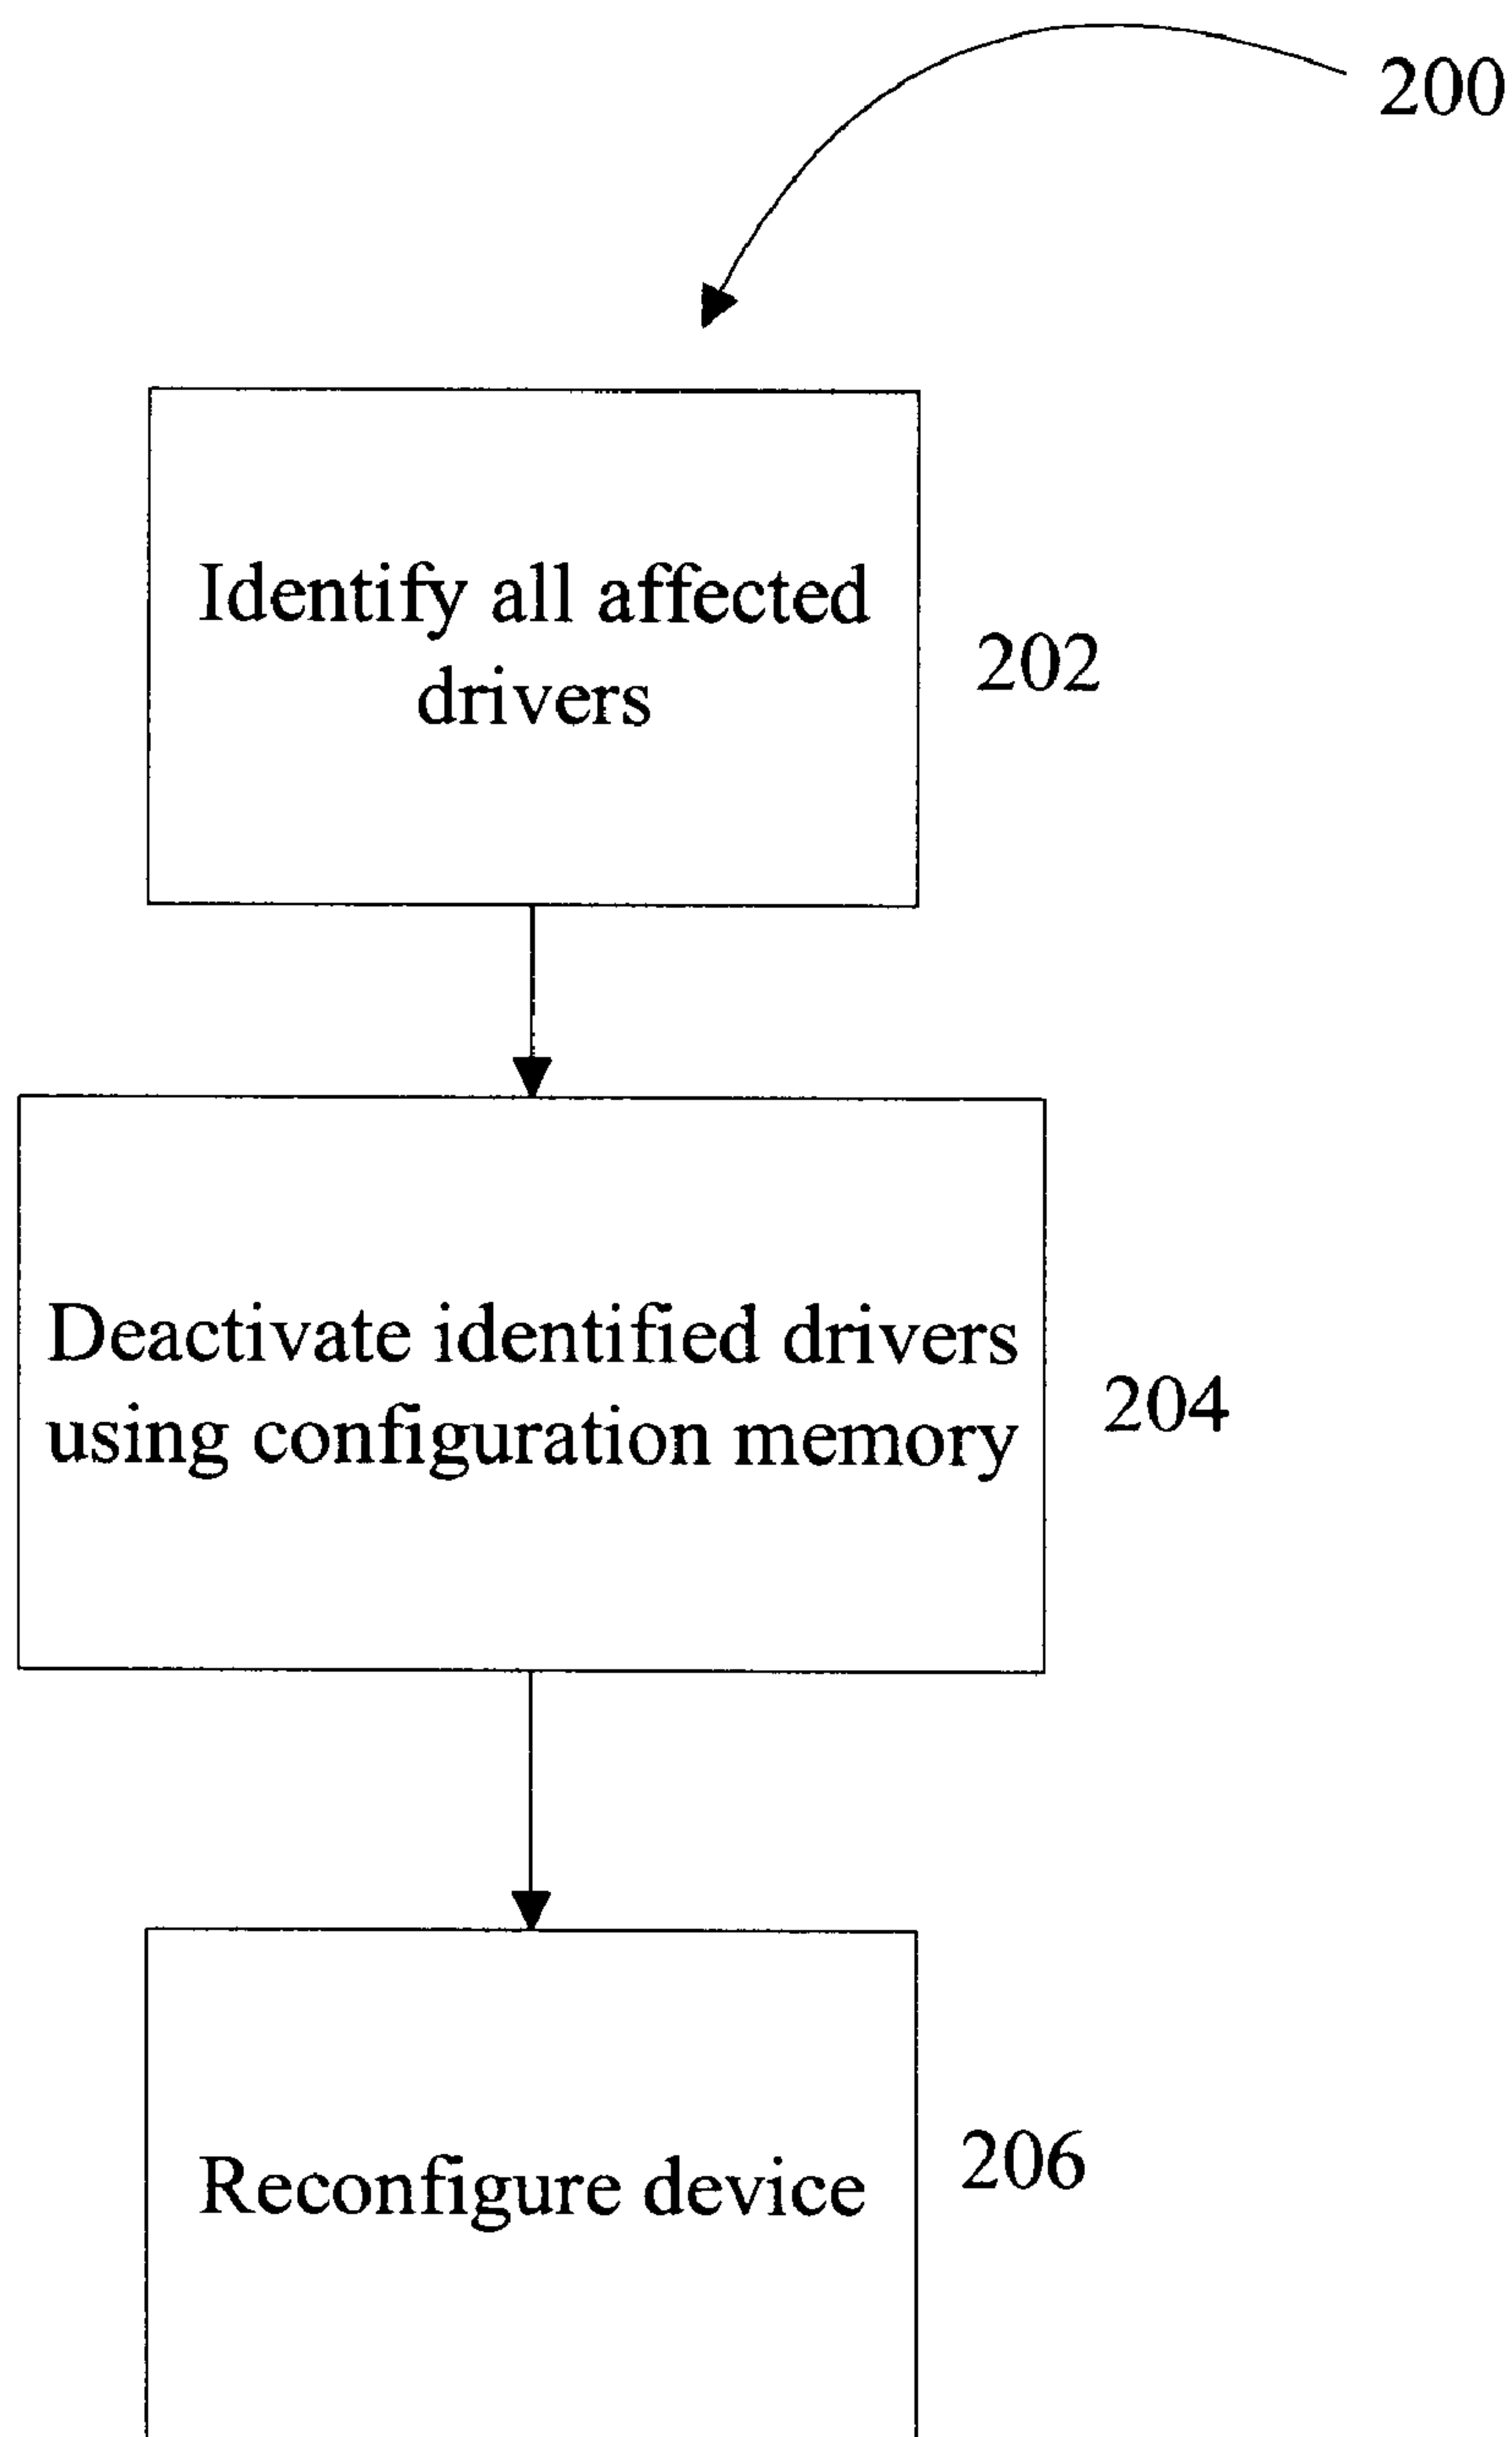 200
Identify all affected
drivers
202
Deactivate identified drivers
using configuration memory
204
Reconfigure device
206